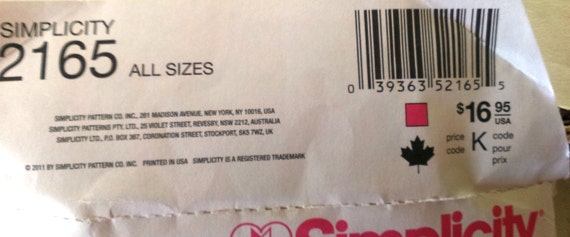 SIMPLICITY
2165 ALL SIZES
0 39363 52165 5
SIMPLICITY PATTERN CO. INC., 261 MADISON AVENUE, NEW YORK, NY 10016, USA
SIMPLICITY PATTERNS PTY. LTD., 25 VIOLET STREET, REVESBY, NSW 2212, AUSTRALIA
SIMPLICITY LTD., P.O. BOX 367, CORONATION STREET, STOCKPORT, SK5 7WZ, UK
© 2011 BY SIMPLICITY PATTERN CO. INC. PRINTED IN USA SIMPLICITY IS A REGISTERED TRADEMARK
$16.95
USA
price code K code pour prix
Simplicity®